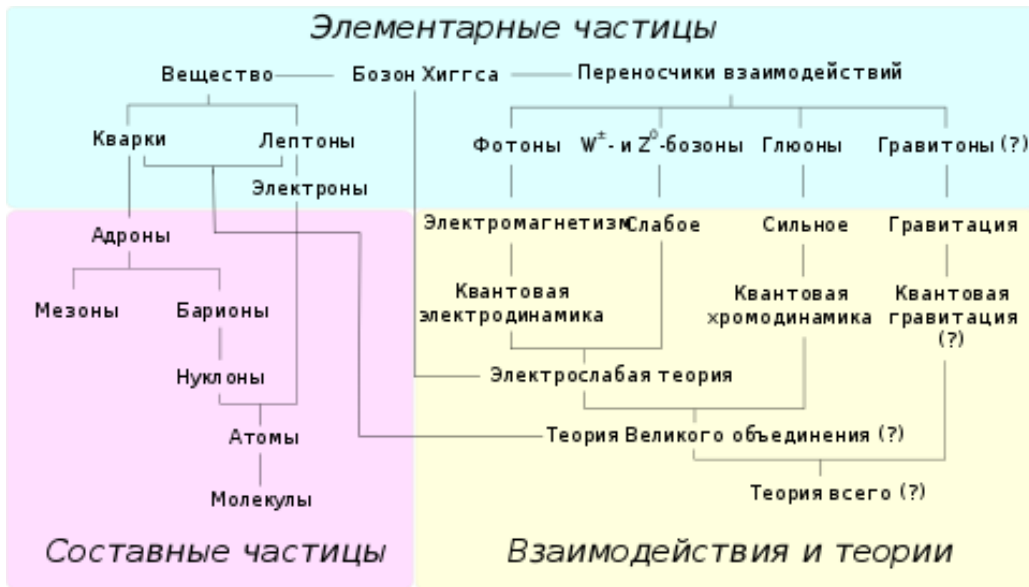 Элементарные частицы
Вещество Бозон Хиггса Переносчики взаимодействий
Кварки Лептоны Фотоны W±- и Z⁰-бозоны Глюоны Гравитоны (?)
Электроны
Адроны Электромагнетизм Слабое Сильное Гравитация
Мезоны Барионы Квантовая электродинамика Квантовая хромодинамика Квантовая гравитация (?)
Нуклоны Электрослабая теория
Атомы Теория Великого объединения (?)
Молекулы Теория всего (?)
Составные частицы Взаимодействия и теории